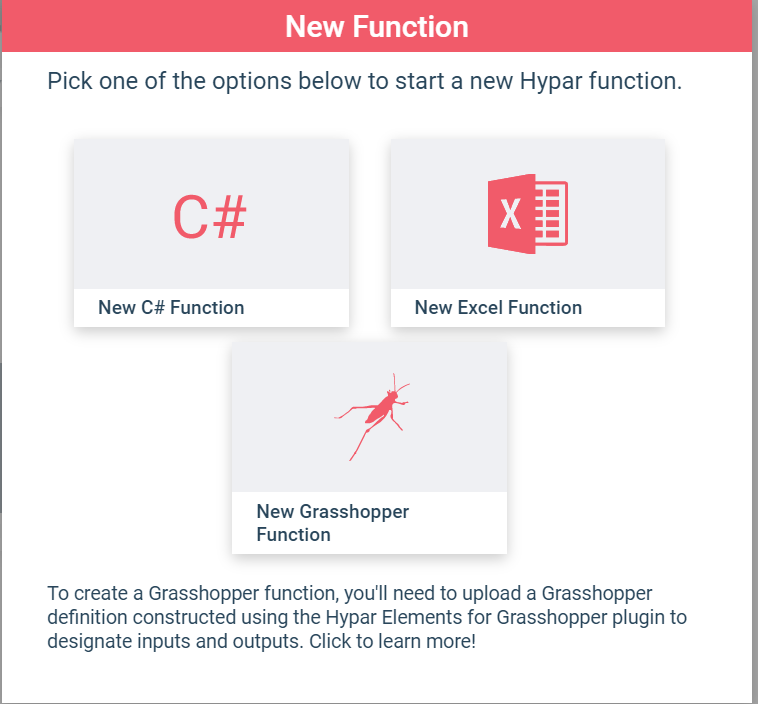 New Function
Pick one of the options below to start a new Hypar function.
C#
X
New C# Function
New Excel Function
New Grasshopper
Function
To create a Grasshopper function, you'll need to upload a Grasshopper
definition constructed using the Hypar Elements for Grasshopper plugin to
designate inputs and outputs. Click to learn more!